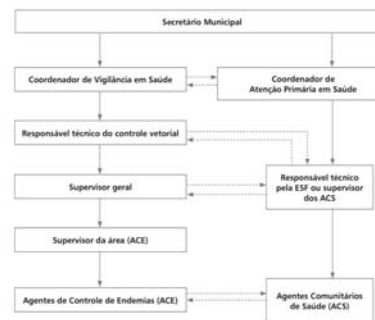 Secretário Municipal
Coordenador de Vigilância em Saúde
Coordenador de
Atenção Primária em Saúde
Responsável técnico do controle vetorial
Supervisor geral
Responsável técnico
pela ESF ou supervisor
dos ACS
Supervisor da área (ACE)
Agentes de Controle de Endemias (ACE)
Agentes Comunitários
de Saúde (ACS)